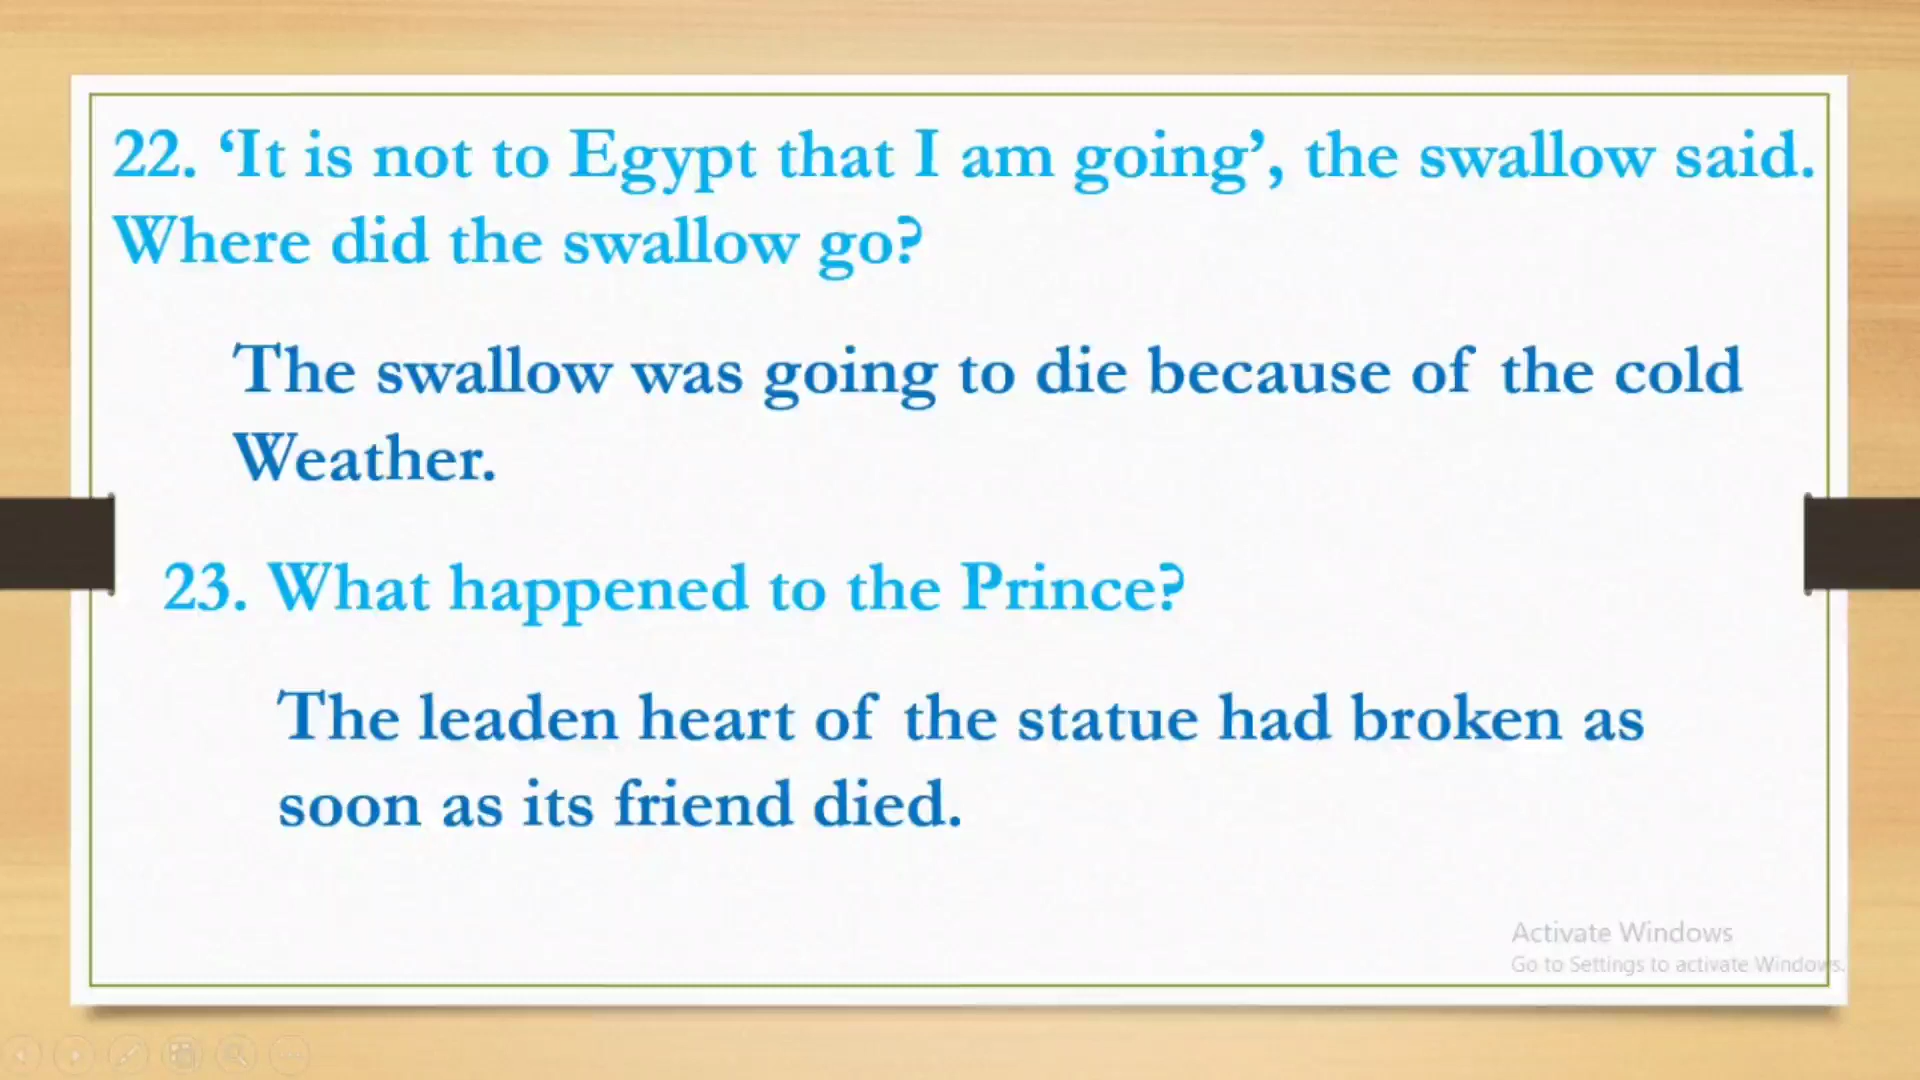 22. ‘It is not to Egypt that I am going’, the swallow said.
Where did the swallow go?
The swallow was going to die because of the cold
Weather.
23. What happened to the Prince?
The leaden heart of the statue had broken as
soon as its friend died.
Activate Windows
Go to Settings to activate Windows.